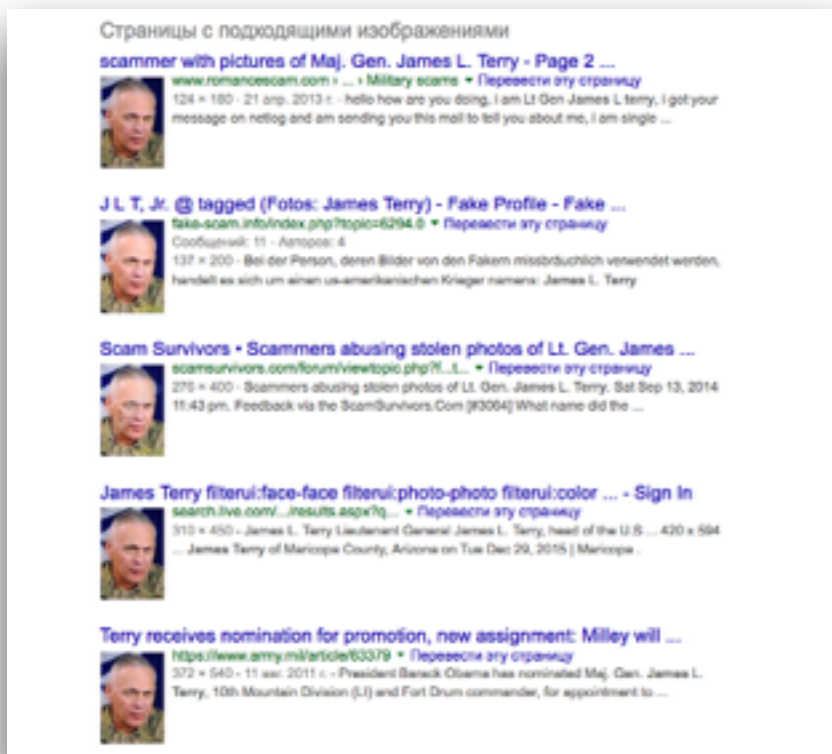 Страницы с подходящими изображениями
scammer with pictures of Maj. Gen. James L. Terry - Page 2 ...
www.romancescam.com › ... › Military scams ▾ Перевести эту страницу
124 × 180 - 21 апр. 2013 г. - hello how are you doing, i am Lt Gen James L terry, i got your
message on netlog and am sending you this mail to tell you about me, i am single ...
J L T, Jr. @ tagged (Fotos: James Terry) - Fake Profile - Fake ...
fake-scam.info/index.php?topic=6294.0 ▾ Перевести эту страницу
Сообщений: 11 - Авторов: 4
137 × 200 - Bei der Person, deren Bilder von den Fakern missbräuchlich verwendet werden,
handelt es sich um einen us-amerikanischen Krieger namens: James L. Terry
Scam Survivors • Scammers abusing stolen photos of Lt. Gen. James ...
scamsurvivors.com/forum/viewtopic.php?f...t... ▾ Перевести эту страницу
276 × 400 - Scammers abusing stolen photos of Lt. Gen. James L. Terry. Sat Sep 13, 2014
11:43 pm. Feedback via the ScamSurvivors.Com [#3064] What name did the ...
James Terry filterui:face-face filterui:photo-photo filterui:color ... - Sign In
search.live.com/.../results.aspx?q... ▾ Перевести эту страницу
310 × 450 - James L. Terry Lieutenant General James L. Terry, head of the U.S ... 420 x 594
... James Terry of Maricopa County, Arizona on Tue Dec 29, 2015 | Maricopa .
Terry receives nomination for promotion, new assignment: Milley will ...
https://www.army.mil/article/63379 ▾ Перевести эту страницу
372 × 540 - 11 авг. 2011 г. - President Barack Obama has nominated Maj. Gen. James L.
Terry, 10th Mountain Division (LI) and Fort Drum commander, for appointment to ...